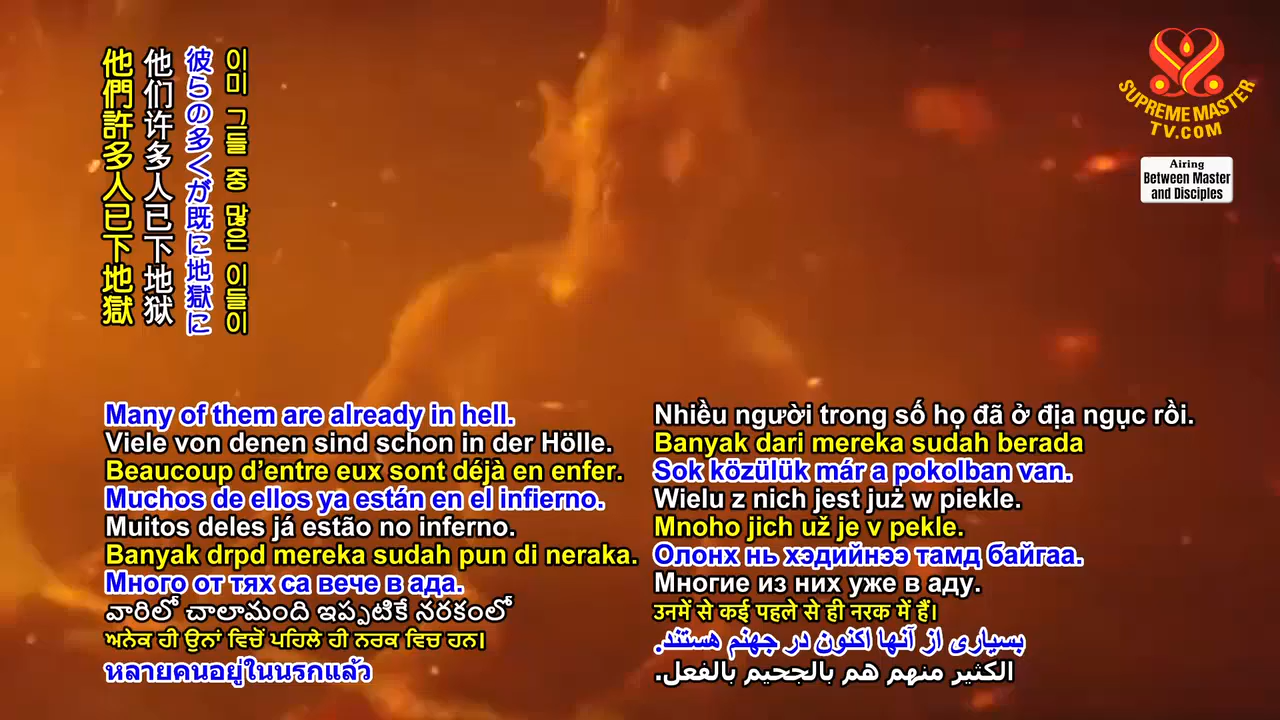 他們許多人已下地獄
他们许多人已下地狱
彼らの多くが既に地獄に
이미 그들 중 많은 이들이
SUPREME MASTER
TV.COM
Airing
Between Master
and Disciples
Many of them are already in hell.
Viele von denen sind schon in der Hölle.
Beaucoup d’entre eux sont déjà en enfer.
Muchos de ellos ya están en el infierno.
Muitos deles já estão no inferno.
Banyak drpd mereka sudah pun di neraka.
Много от тях са вече в ада.
వారిలో చాలామంది ఇప్పటికే నరకంలో
ਅਨੇਕ ਹੀ ਉਨਾਂ ਵਿਚੋਂ ਪਹਿਲੇ ਹੀ ਨਰਕ ਵਿਚ ਹਨ।
หลายคนอยู่ในนรกแล้ว
Nhiều người trong số họ đã ở địa ngục rồi.
Banyak dari mereka sudah berada
Sok közülük már a pokolban van.
Wielu z nich jest już w piekle.
Mnoho jich už je v pekle.
Олонх нь хэдийнээ тамд байгаа.
Многие из них уже в аду.
उनमें से कई पहले से ही नरक में हैं।
بسیاری از آنها اکنون در جهنم هستند.
الكثير منهم هم بالجحيم بالفعل.